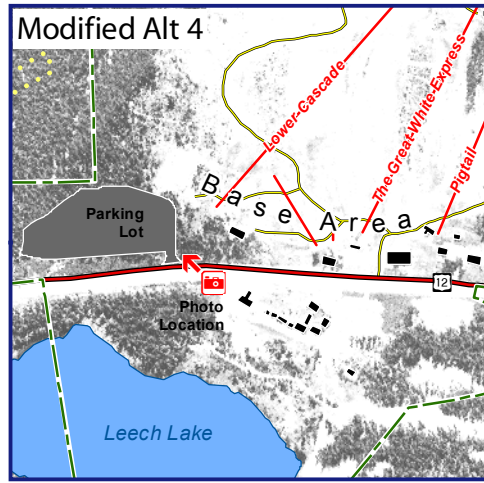 Modified Alt 4
Lower-Cascade
The-Great-White-Express
Pigtail
Base Area
Parking
Lot
12
Photo
Location
Leech Lake